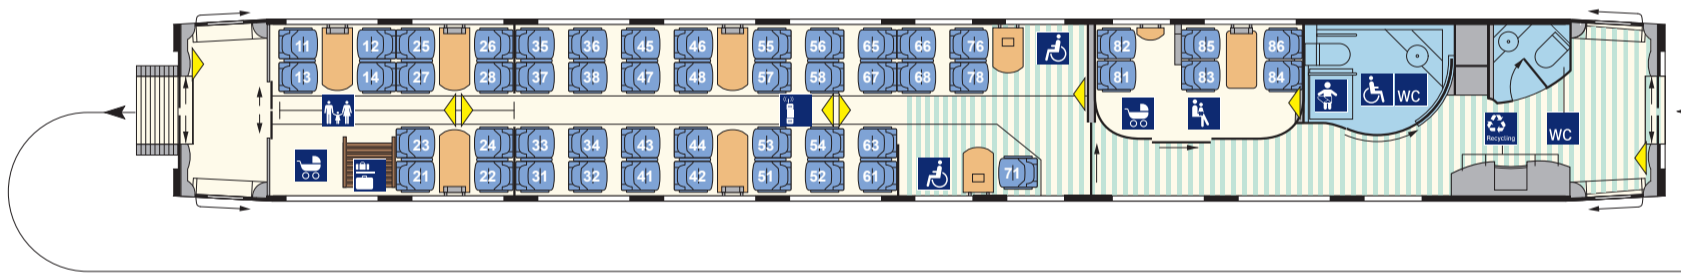 11 12 25 26 35 36 45 46 55 56 65 66 76 82 85 86
13 14 27 28 37 38 47 48 57 58 67 68 78 81 83 84
WC
Recycling WC
23 24 33 34 43 44 53 54 63
21 22 31 32 41 42 51 52 61 71